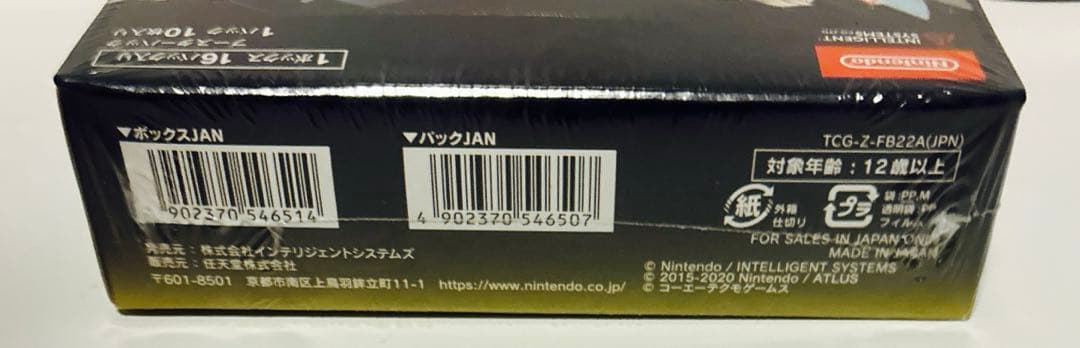 INTELLIGENT
SYSTEMS CO.,LTD.
Nintendo
1パック 10枚入り
ブースターパック
1ボックス 16パック入り
▼ボックスJAN
902370 546514
▼パックJAN
4 902370 546507
TCG-Z-FB22A(JPN)
対象年齢:12歳以上
紙
外箱
仕切り
プラ
袋:PP,M
透明袋:PP
フィルム
FOR SALES IN JAPAN ONLY
MADE IN JAPAN
発売元:株式会社インテリジェントシステムズ
販売元:任天堂株式会社
〒601-8501 京都市南区上鳥羽鉾立町11-1 https://www.nintendo.co.jp/
© Nintendo / INTELLIGENT SYSTEMS
© 2015-2020 Nintendo / ATLUS
© コーエーテクモゲームス